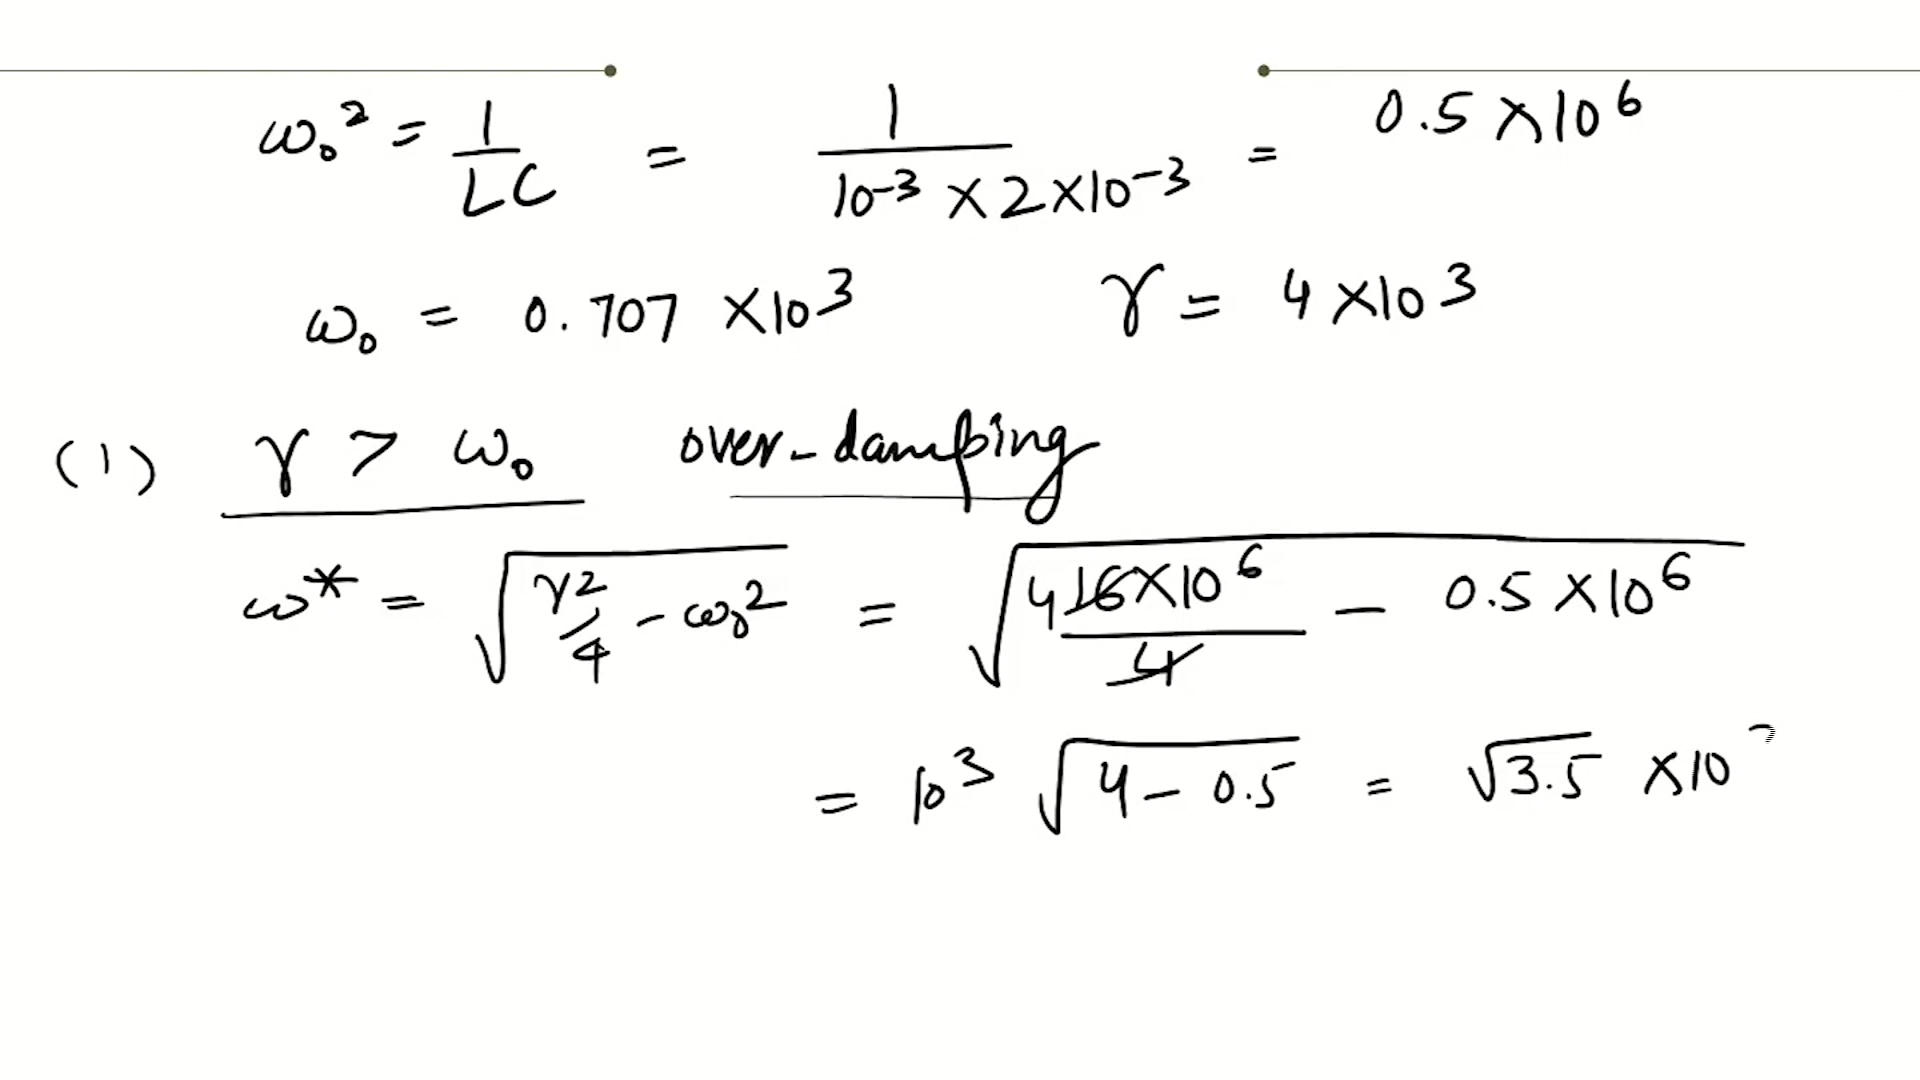 ω₀² = 1/LC = 1/(10⁻³ × 2 × 10⁻³) = 0.5 × 10⁶
ω₀ = 0.707 × 10³ γ = 4 × 10³
(1) γ > ω₀ over-damping
ω* = √(γ²/4 - ω₀²) = √(4 16 × 10⁶/4 - 0.5 × 10⁶)
= 10³ √(4 - 0.5) = √3.5 × 10